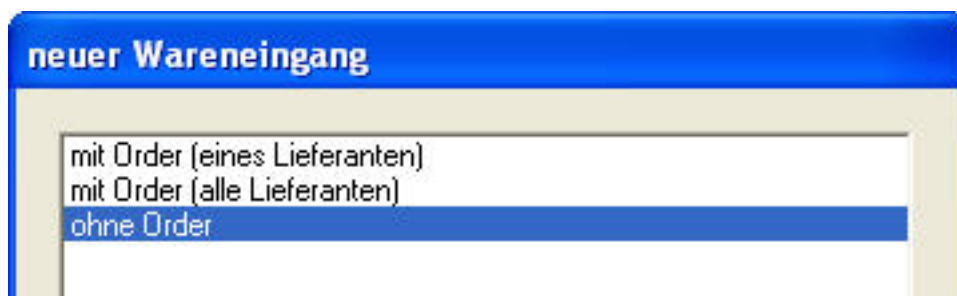 neuer Wareneingang
mit Order (eines Lieferanten)
mit Order (alle Lieferanten)
ohne Order